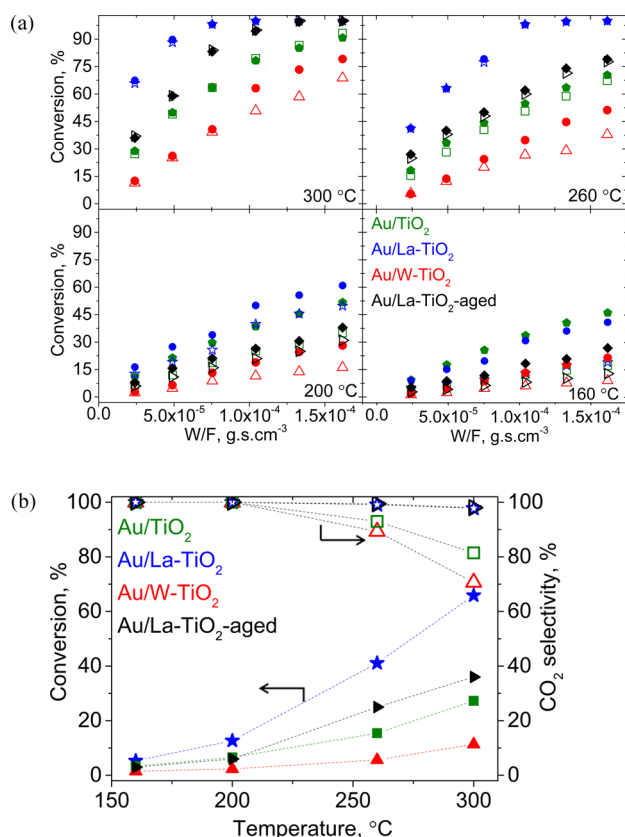 (a)
Conversion, %
90
75
60
45
30
15
300 °C
260 °C
Conversion, %
90
75
60
45
30
15
0
200 °C
Au/TiO₂
Au/La-TiO₂
Au/W-TiO₂
Au/La-TiO₂-aged
160 °C
0.0 5.0x10⁻⁵ 1.0x10⁻⁴ 1.5x10⁻⁴
0.0 5.0x10⁻⁵ 1.0x10⁻⁴ 1.5x10⁻⁴
W/F, g.s.cm⁻³ W/F, g.s.cm⁻³
(b)
Conversion, %
100
80
60
40
20
0
Au/TiO₂
Au/La-TiO₂
Au/W-TiO₂
Au/La-TiO₂-aged
100
80
60
40
20
0
CO₂ selectivity, %
150 200 250 300
Temperature, °C